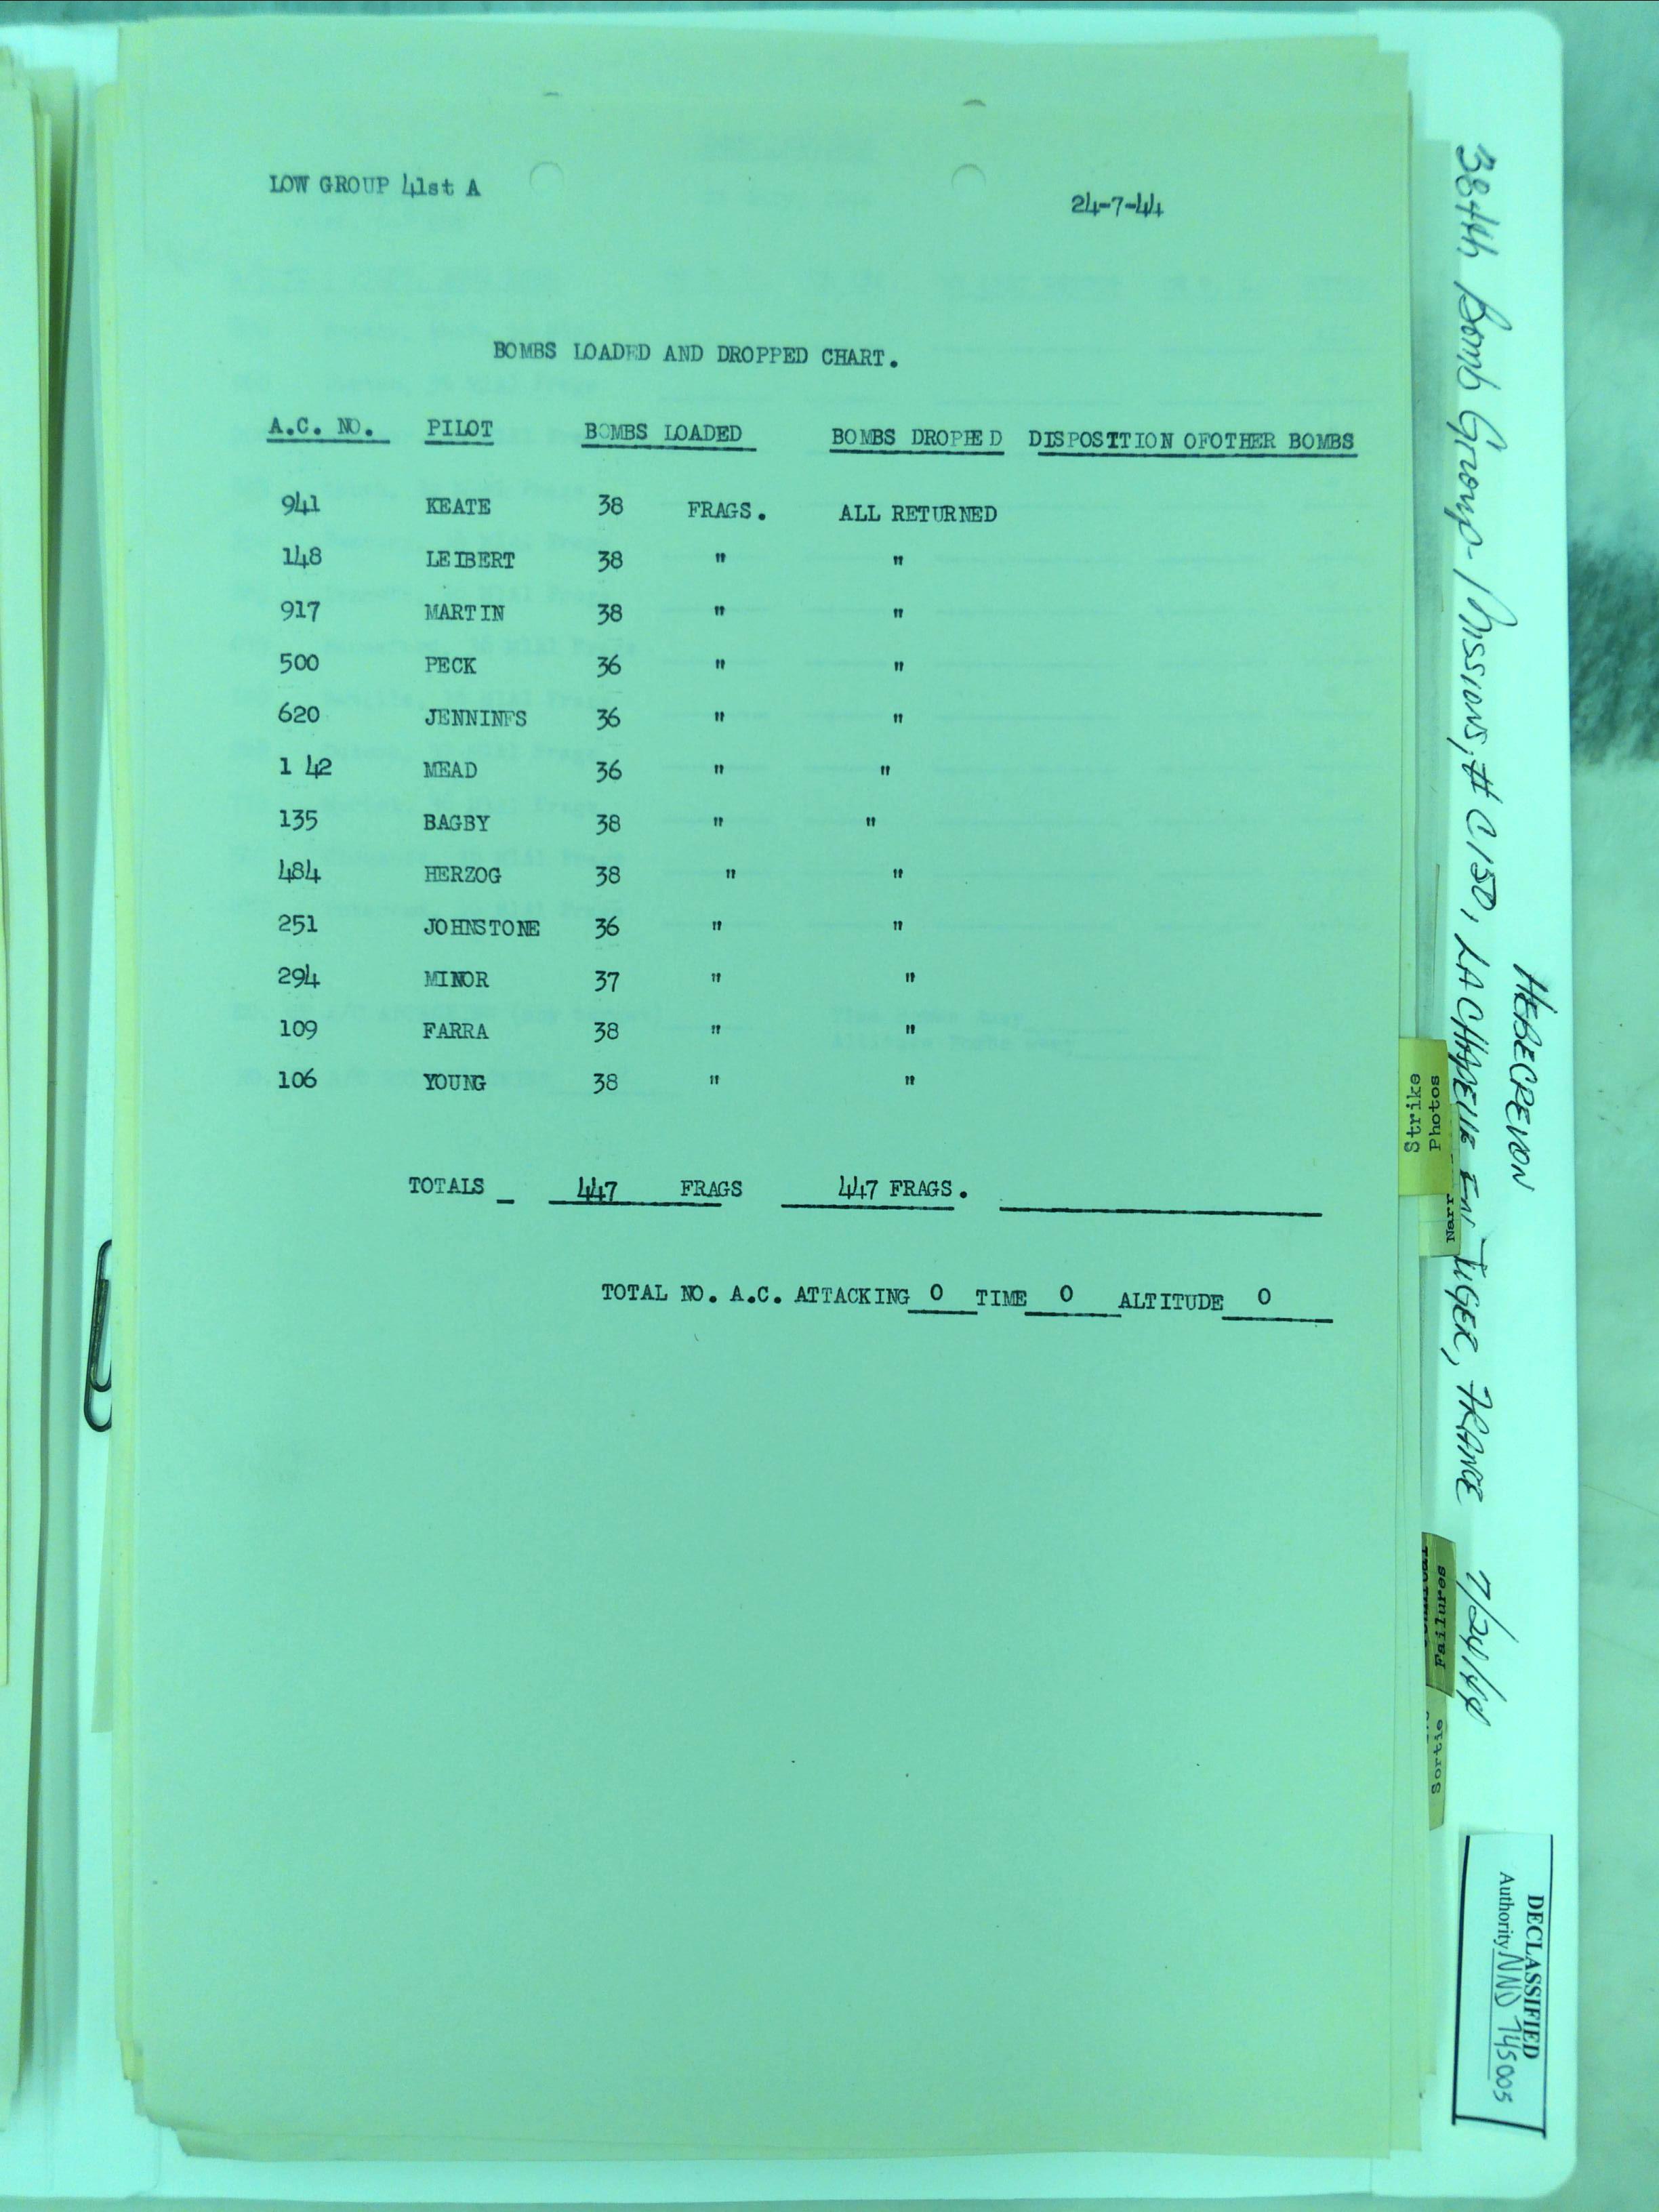 LOW GROUP 41st A
24-7-44
BOMBS LOADED AND DROPPED CHART.
A.C. NO. PILOT BOMBS LOADED BOMBS DROPPED DISPOSITION OFOTHER BOMBS
941 KEATE 38 FRAGS. ALL RETURNED
148 LEIBERT 38 " "
917 MARTIN 38 " "
500 PECK 36 " "
620 JENNINFS 36 " "
1 42 MEAD 36 " "
135 BAGBY 38 " "
484 HERZOG 38 " "
251 JOHNSTONE 36 " "
294 MINOR 37 " "
109 FARRA 38 " "
106 YOUNG 38 " "
TOTALS _ 447 FRAGS 447 FRAGS.
TOTAL NO. A.C. ATTACKING 0 TIME 0 ALTITUDE 0
384th Bomb Group - Missions, # C150, LA CHAPELLE EN JUGER, FRANCE 7/24/44
HEBECREVON
Strike
Photos
Narr
Failures
Sortie
DECLASSIFIED
Authority NND 745005